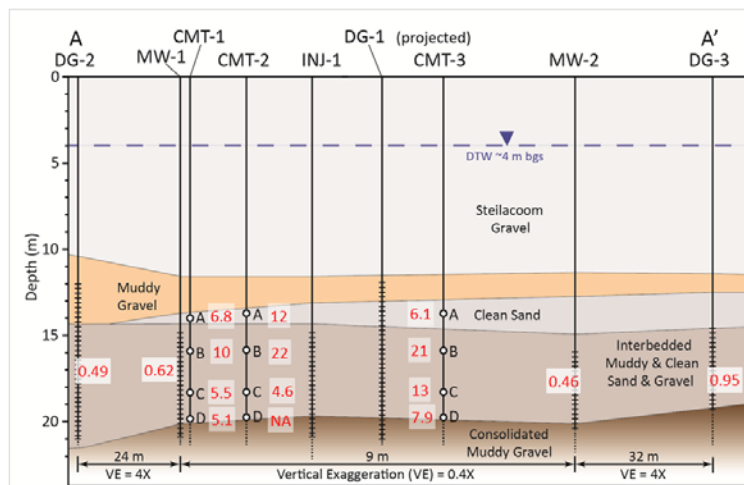 A
A’
CMT-1
DG-1 (projected)
DG-2
MW-1
CMT-2
INJ-1
CMT-3
MW-2
DG-3
0
5
10
15
20
Depth (m)
DTW ~4 m bgs
Steilacoom
Gravel
Muddy
Gravel
Clean Sand
A 6.8
A 12
6.1 A
B 10
B 22
21 B
C 5.5
C 4.6
13 C
D 5.1
D NA
7.9 D
0.49
0.62
0.46
0.95
Interbedded
Muddy & Clean
Sand & Gravel
Consolidated
Muddy Gravel
24 m
VE = 4X
9 m
Vertical Exaggeration (VE) = 0.4X
32 m
VE = 4X